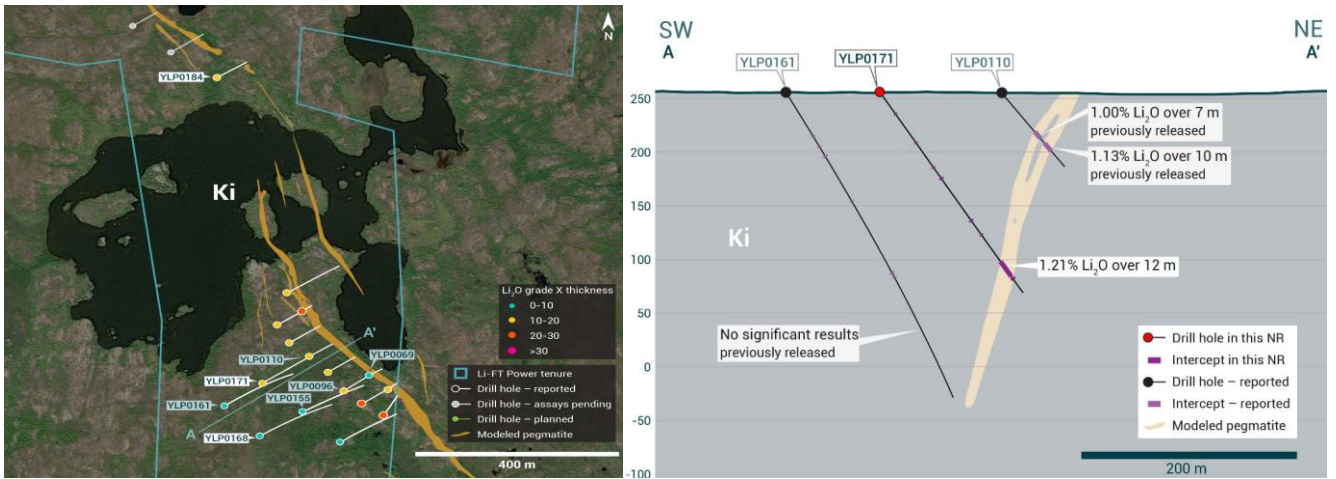 N
YLP0184
Ki
Li₂O grade X thickness
0-10
10-20
20-30
>30
A'
YLP0110
YLP0069
YLP0171
YLP0096
YLP0161
YLP0155
A
YLP0168
Li-FT Power tenure
Drill hole – reported
Drill hole – assays pending
Drill hole – planned
Modeled pegmatite
400 m
SW
A
NE
A'
YLP0161
YLP0171
YLP0110
250
200
150
100
50
0
-50
-100
1.00% Li₂O over 7 m
previously released
1.13% Li₂O over 10 m
previously released
Ki
1.21% Li₂O over 12 m
No significant results
previously released
Drill hole in this NR
Intercept in this NR
Drill hole – reported
Intercept – reported
Modeled pegmatite
200 m